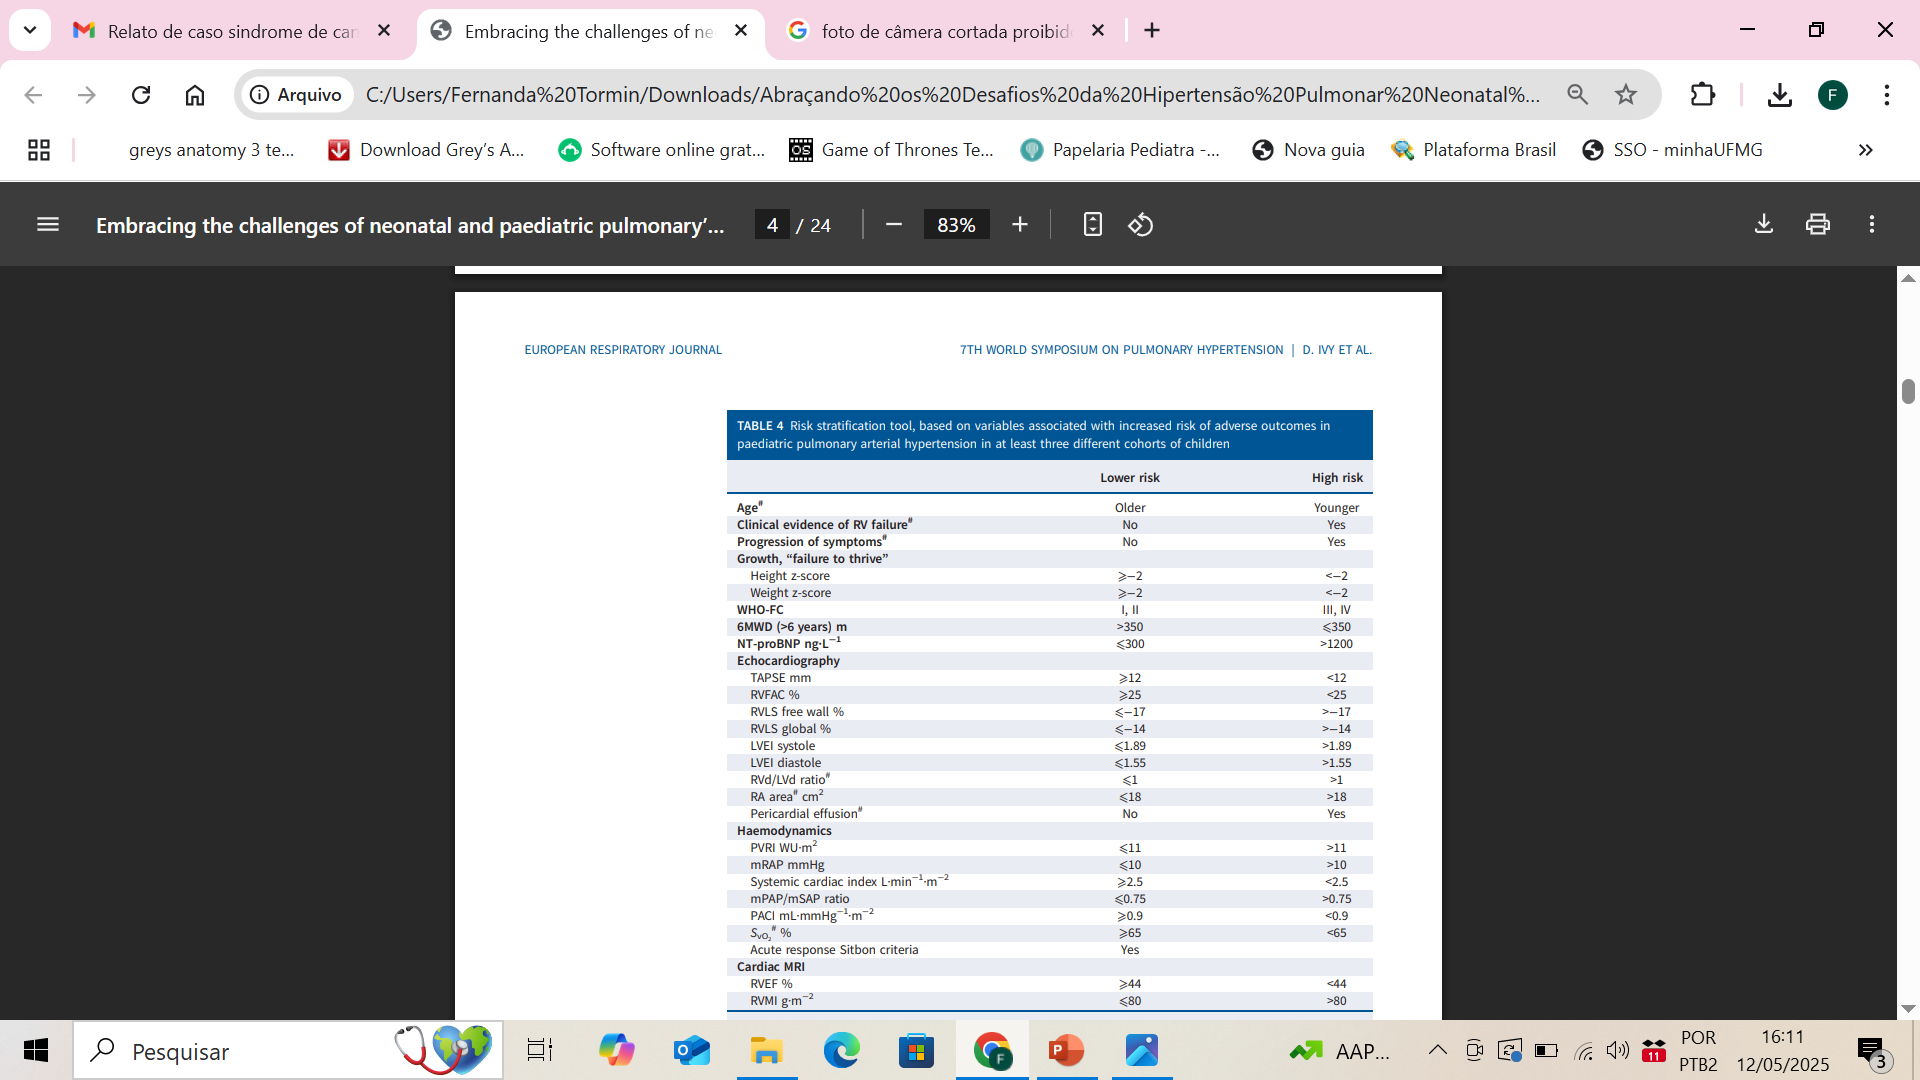 Relato de caso sindrome de car
Embracing the challenges of ne
foto de câmera cortada proibid
Arquivo
C:/Users/Fernanda%20Tormin/Downloads/Abraçando%20os%20Desafios%20da%20Hipertensão%20Pulmonar%20Neonatal%...
F
greys anatomy 3 te...
Download Grey's A...
Software online grat...
Game of Thrones Te...
Papelaria Pediatra -...
Nova guia
Plataforma Brasil
SSO - minhaUFMG
»
Embracing the challenges of neonatal and paediatric pulmonary'...
4 / 24
83%
EUROPEAN RESPIRATORY JOURNAL
7TH WORLD SYMPOSIUM ON PULMONARY HYPERTENSION | D. IVY ET AL.
TABLE 4 Risk stratification tool, based on variables associated with increased risk of adverse outcomes in
paediatric pulmonary arterial hypertension in at least three different cohorts of children
Lower risk High risk
Age# Older Younger
Clinical evidence of RV failure# No Yes
Progression of symptoms# No Yes
Growth, “failure to thrive”
Height z-score ⩾−2 <−2
Weight z-score ⩾−2 <−2
WHO-FC I, II III, IV
6MWD (>6 years) m >350 ⩽350
NT-proBNP ng·L−1 ⩽300 >1200
Echocardiography
TAPSE mm ⩾12 <12
RVFAC % ⩾25 <25
RVLS free wall % ⩽−17 >−17
RVLS global % ⩽−14 >−14
LVEI systole ⩽1.89 >1.89
LVEI diastole ⩽1.55 >1.55
RVd/LVd ratio# ⩽1 >1
RA area# cm2 ⩽18 >18
Pericardial effusion# No Yes
Haemodynamics
PVRI WU·m2 ⩽11 >11
mRAP mmHg ⩽10 >10
Systemic cardiac index L·min−1·m−2 ⩾2.5 <2.5
mPAP/mSAP ratio ⩽0.75 >0.75
PACI mL·mmHg−1·m−2 ⩾0.9 <0.9
SvO2# % ⩾65 <65
Acute response Sitbon criteria Yes
Cardiac MRI
RVEF % ⩾44 <44
RVMI g·m−2 ⩽80 >80
Pesquisar
AAP...
11
POR
PTB2
16:11
12/05/2025
3